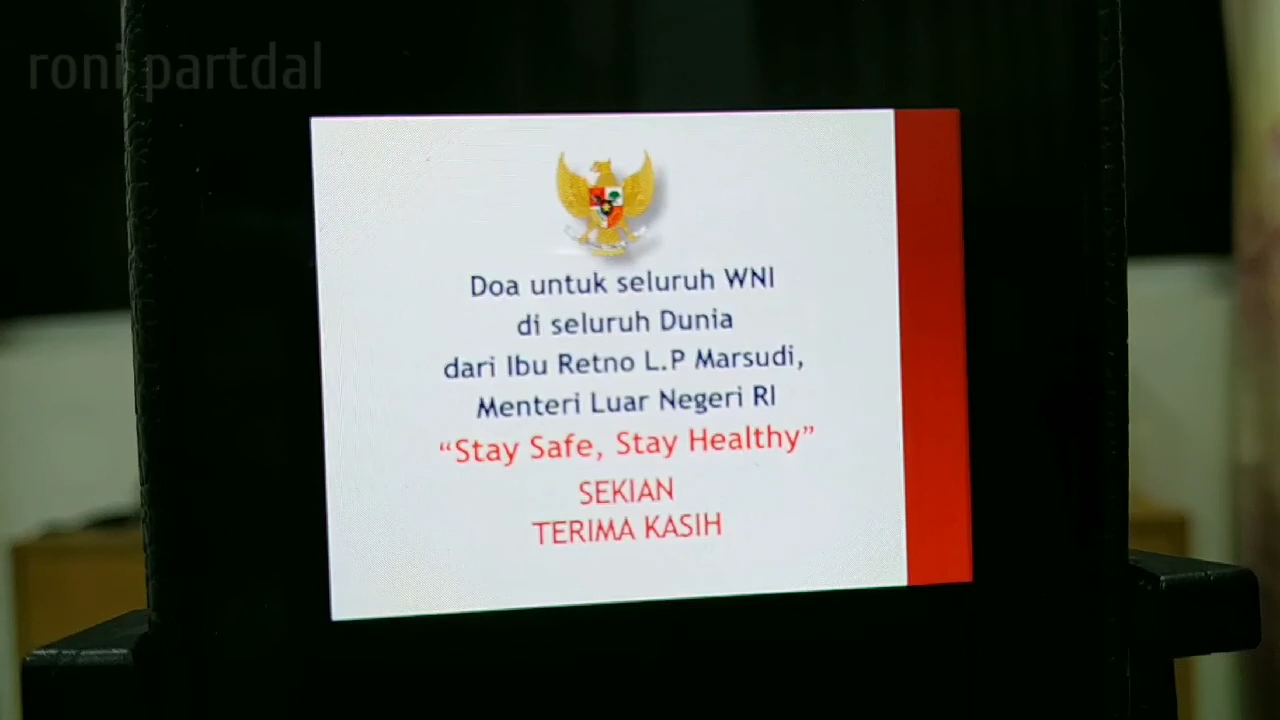 roni partdal
Doa untuk seluruh WNI
di seluruh Dunia
dari Ibu Retno L.P Marsudi,
Menteri Luar Negeri RI
“Stay Safe, Stay Healthy”
SEKIAN
TERIMA KASIH